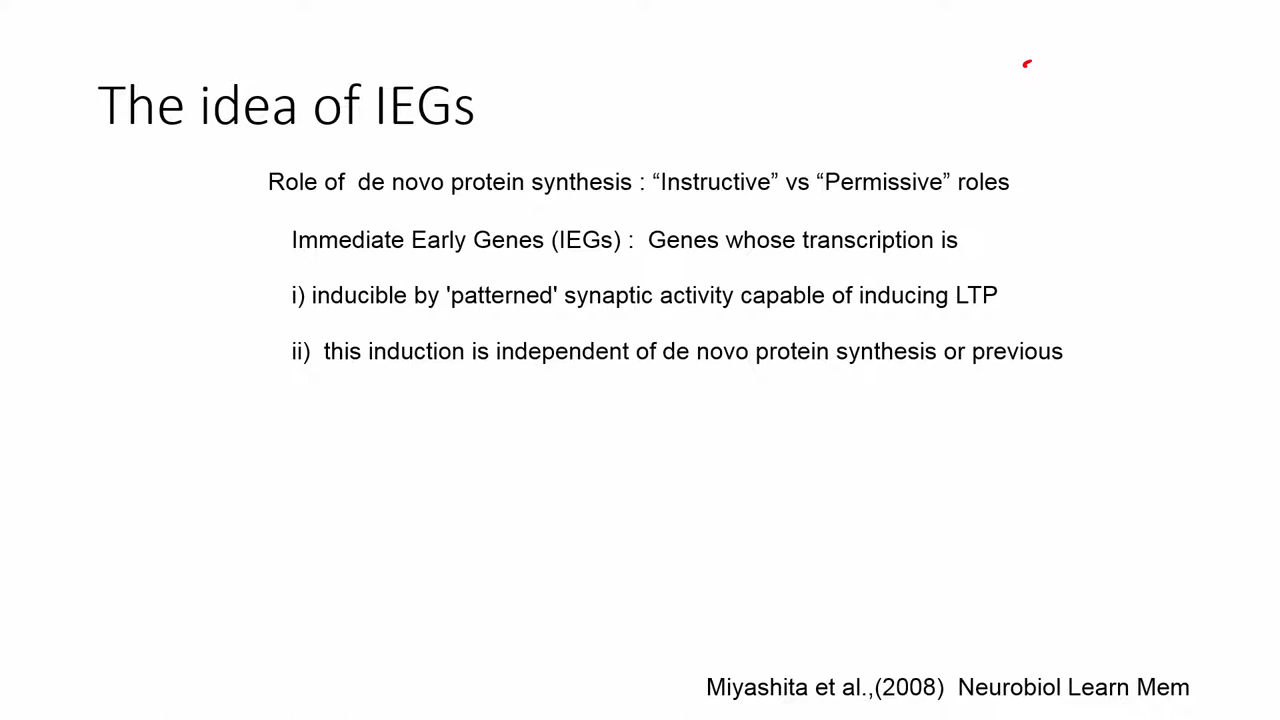 The idea of IEGs
Role of de novo protein synthesis : “Instructive” vs “Permissive” roles
Immediate Early Genes (IEGs) : Genes whose transcription is
i) inducible by 'patterned' synaptic activity capable of inducing LTP
ii) this induction is independent of de novo protein synthesis or previous
Miyashita et al.,(2008) Neurobiol Learn Mem